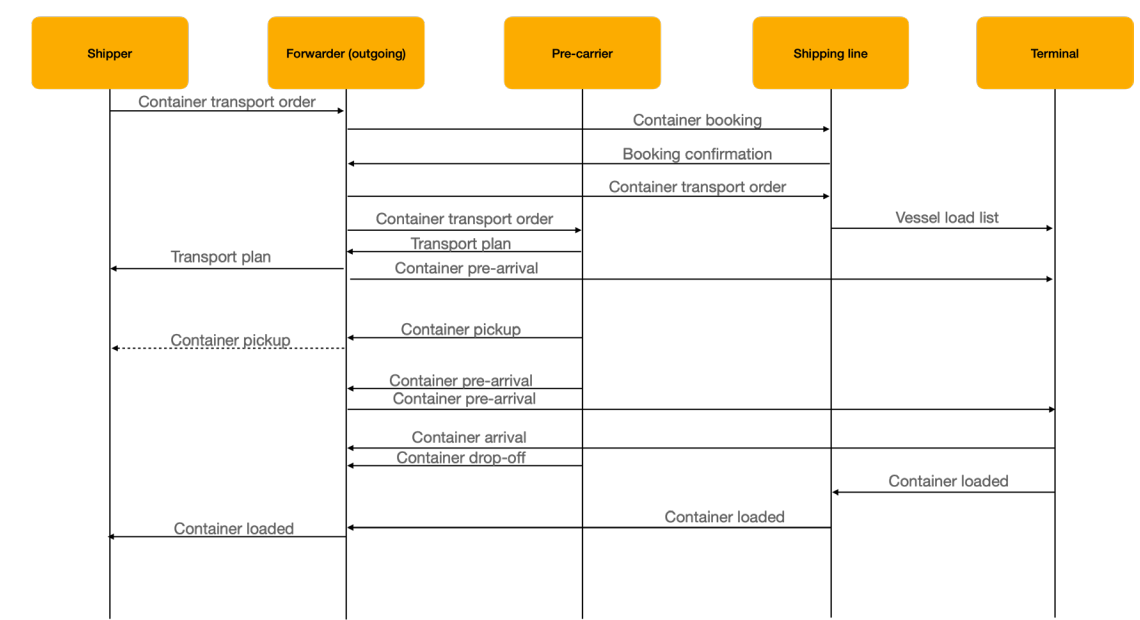 Shipper
Forwarder (outgoing)
Pre-carrier
Shipping line
Terminal
Container transport order
Container booking
Booking confirmation
Container transport order
Container transport order
Vessel load list
Transport plan
Transport plan
Container pre-arrival
Container pickup
Container pickup
Container pre-arrival
Container pre-arrival
Container arrival
Container drop-off
Container loaded
Container loaded
Container loaded